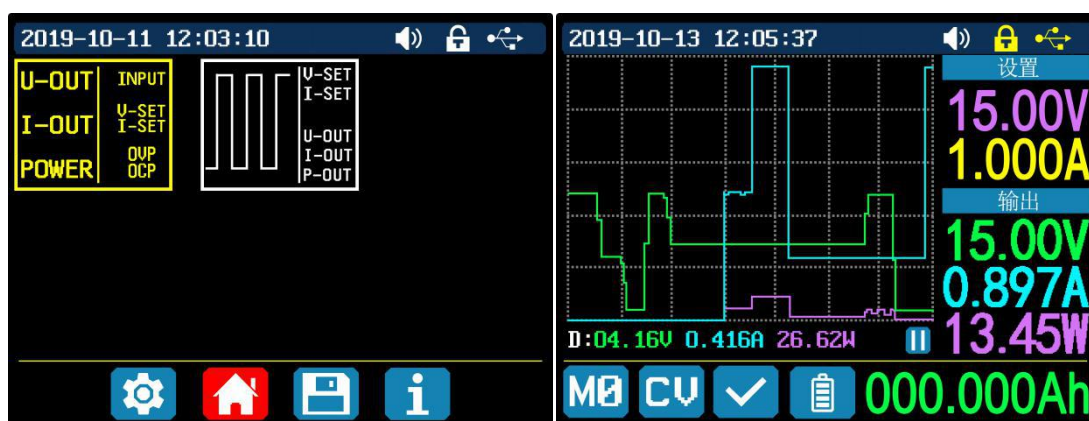 2019-10-11 12:03:10
U-OUT INPUT
I-OUT V-SET
I-SET
POWER OVP
OCP
V-SET
I-SET
U-OUT
I-OUT
P-OUT
2019-10-13 12:05:37
设置
15.00V
1.000A
输出
15.00V
0.897A
13.45W
D:04.16V 0.416A 26.62W
M0 CV 000.000Ah